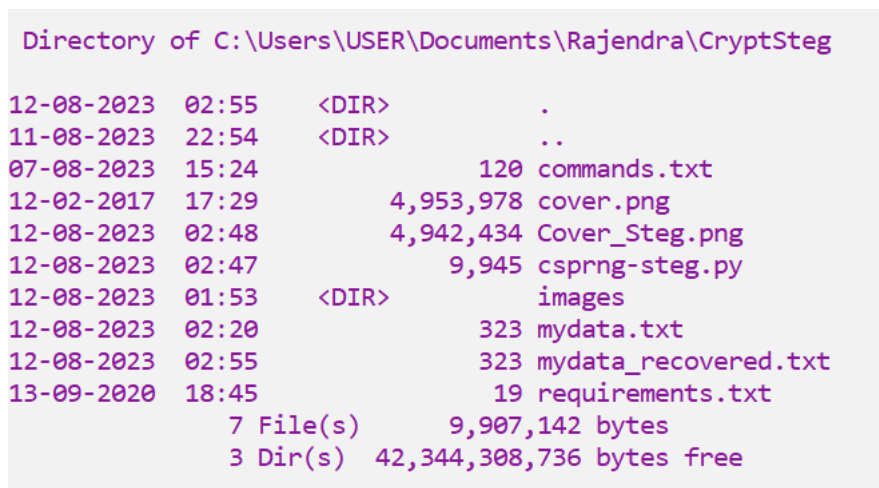 Directory of C:\Users\USER\Documents\Rajendra\CryptSteg
12-08-2023  02:55    <DIR>          .
11-08-2023  22:54    <DIR>          ..
07-08-2023  15:24               120 commands.txt
12-02-2017  17:29         4,953,978 cover.png
12-08-2023  02:48         4,942,434 Cover_Steg.png
12-08-2023  02:47             9,945 csprng-steg.py
12-08-2023  01:53    <DIR>          images
12-08-2023  02:20               323 mydata.txt
12-08-2023  02:55               323 mydata_recovered.txt
13-09-2020  18:45                19 requirements.txt
               7 File(s)      9,907,142 bytes
               3 Dir(s)  42,344,308,736 bytes free